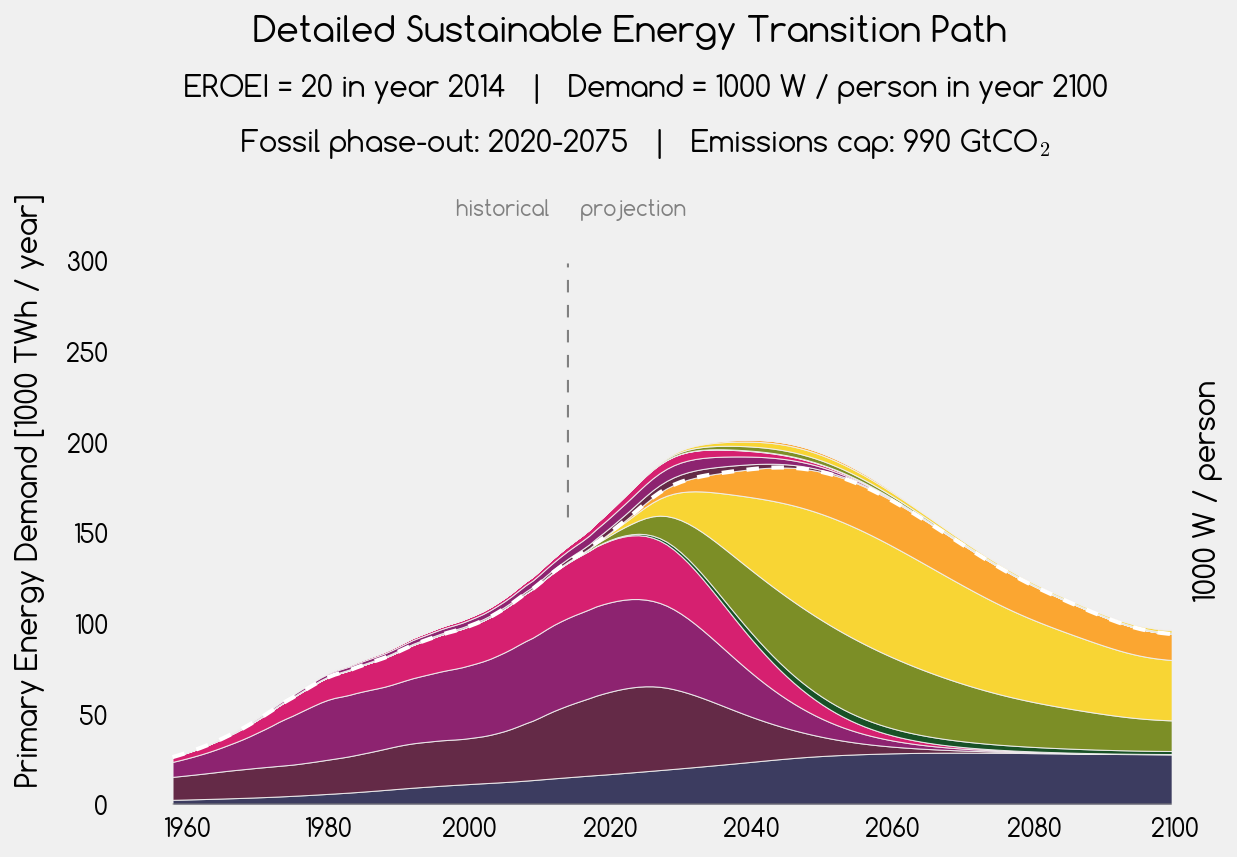 Detailed Sustainable Energy Transition Path
EROEI = 20 in year 2014 | Demand = 1000 W / person in year 2100
Fossil phase-out: 2020-2075 | Emissions cap: 990 GtCO₂
historical projection
Primary Energy Demand [1000 TWh / year]
300
250
200
150
100
50
0
1960 1980 2000 2020 2040 2060 2080 2100
1000 W / person